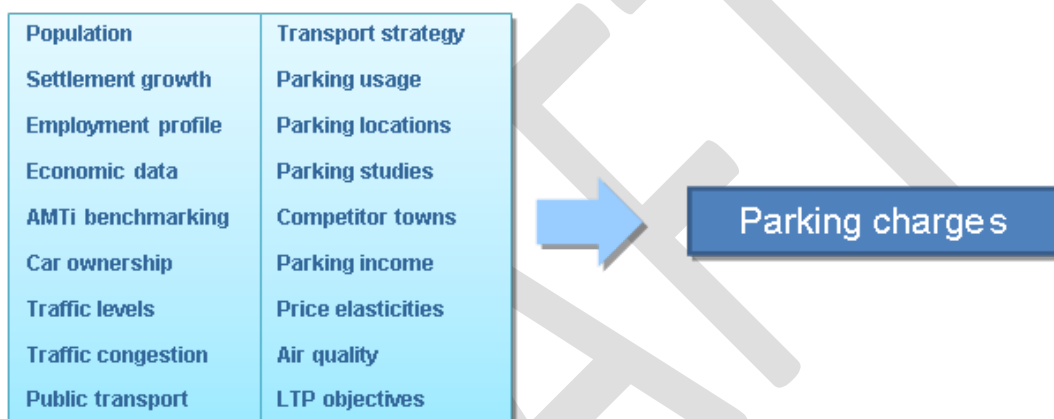 Population
Transport strategy
Settlement growth
Parking usage
Employment profile
Parking locations
Economic data
Parking studies
AMTi benchmarking
Competitor towns
Car ownership
Parking income
Traffic levels
Price elasticities
Traffic congestion
Air quality
Public transport
LTP objectives
Parking charges